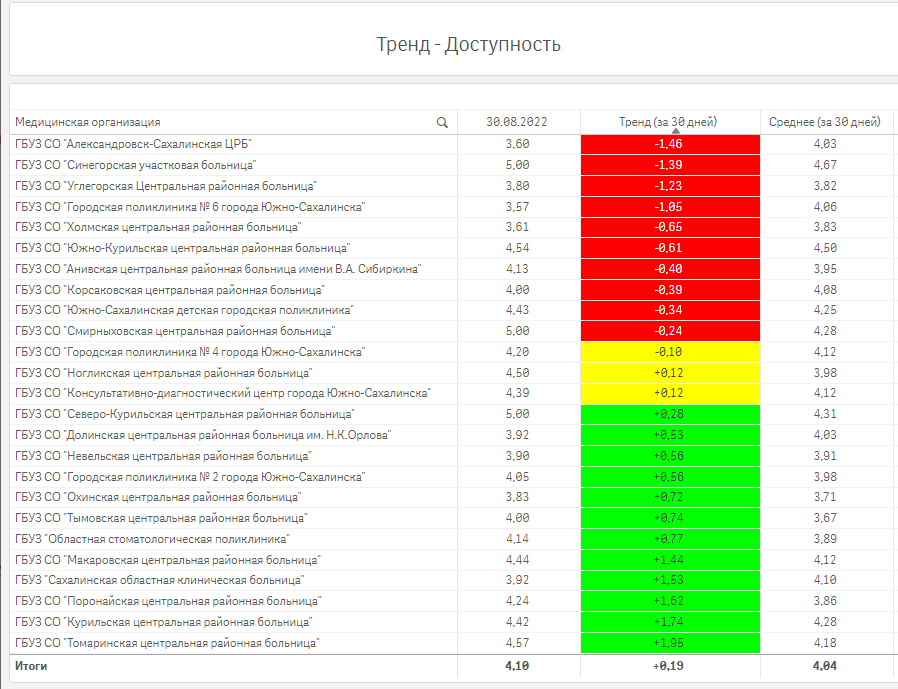 Тренд - Доступность
Медицинская организация 30.08.2022 Тренд (за 30 дней) Среднее (за 30 дней)
ГБУЗ СО "Александровск-Сахалинская ЦРБ" 3,60 -1,46 4,03
ГБУЗ СО "Синегорская участковая больница" 5,00 -1,39 4,67
ГБУЗ СО "Углегорская Центральная районная больница" 3,80 -1,23 3,82
ГБУЗ СО "Городская поликлиника № 6 города Южно-Сахалинска" 3,57 -1,05 4,06
ГБУЗ СО "Холмская центральная районная больница" 3,61 -0,65 3,83
ГБУЗ СО "Южно-Курильская центральная районная больница" 4,54 -0,61 4,50
ГБУЗ СО "Анивская центральная районная больница имени В.А. Сибиркина" 4,13 -0,40 3,95
ГБУЗ СО "Корсаковская центральная районная больница" 4,00 -0,39 4,08
ГБУЗ СО "Южно-Сахалинская детская городская поликлиника" 4,43 -0,34 4,25
ГБУЗ СО "Смирныховская центральная районная больница" 5,00 -0,24 4,28
ГБУЗ СО "Городская поликлиника № 4 города Южно-Сахалинска" 4,20 -0,10 4,12
ГБУЗ СО "Ногликская центральная районная больница" 4,50 +0,12 3,98
ГБУЗ СО "Консультативно-диагностический центр города Южно-Сахалинска" 4,39 +0,12 4,12
ГБУЗ СО "Северо-Курильская центральная районная больница" 5,00 +0,28 4,31
ГБУЗ СО "Долинская центральная районная больница им. Н.К.Орлова" 3,92 +0,53 4,03
ГБУЗ СО "Невельская центральная районная больница" 3,90 +0,56 3,91
ГБУЗ СО "Городская поликлиника № 2 города Южно-Сахалинска" 4,05 +0,56 3,98
ГБУЗ СО "Охинская центральная районная больница" 3,83 +0,72 3,71
ГБУЗ СО "Тымовская центральная районная больница" 4,00 +0,74 3,67
ГБУЗ "Областная стоматологическая поликлиника" 4,14 +0,77 3,89
ГБУЗ СО "Макаровская центральная районная больница" 4,44 +1,44 4,12
ГБУЗ "Сахалинская областная клиническая больница" 3,92 +1,53 4,10
ГБУЗ СО "Поронайская центральная районная больница" 4,24 +1,62 3,86
ГБУЗ СО "Курильская центральная районная больница" 4,42 +1,74 4,28
ГБУЗ СО "Томаринская центральная районная больница" 4,57 +1,95 4,18
Итоги 4,10 +0,19 4,04